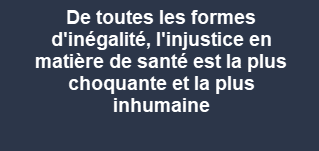 De toutes les formes
d'inégalité, l'injustice en
matière de santé est la plus
choquante et la plus
inhumaine